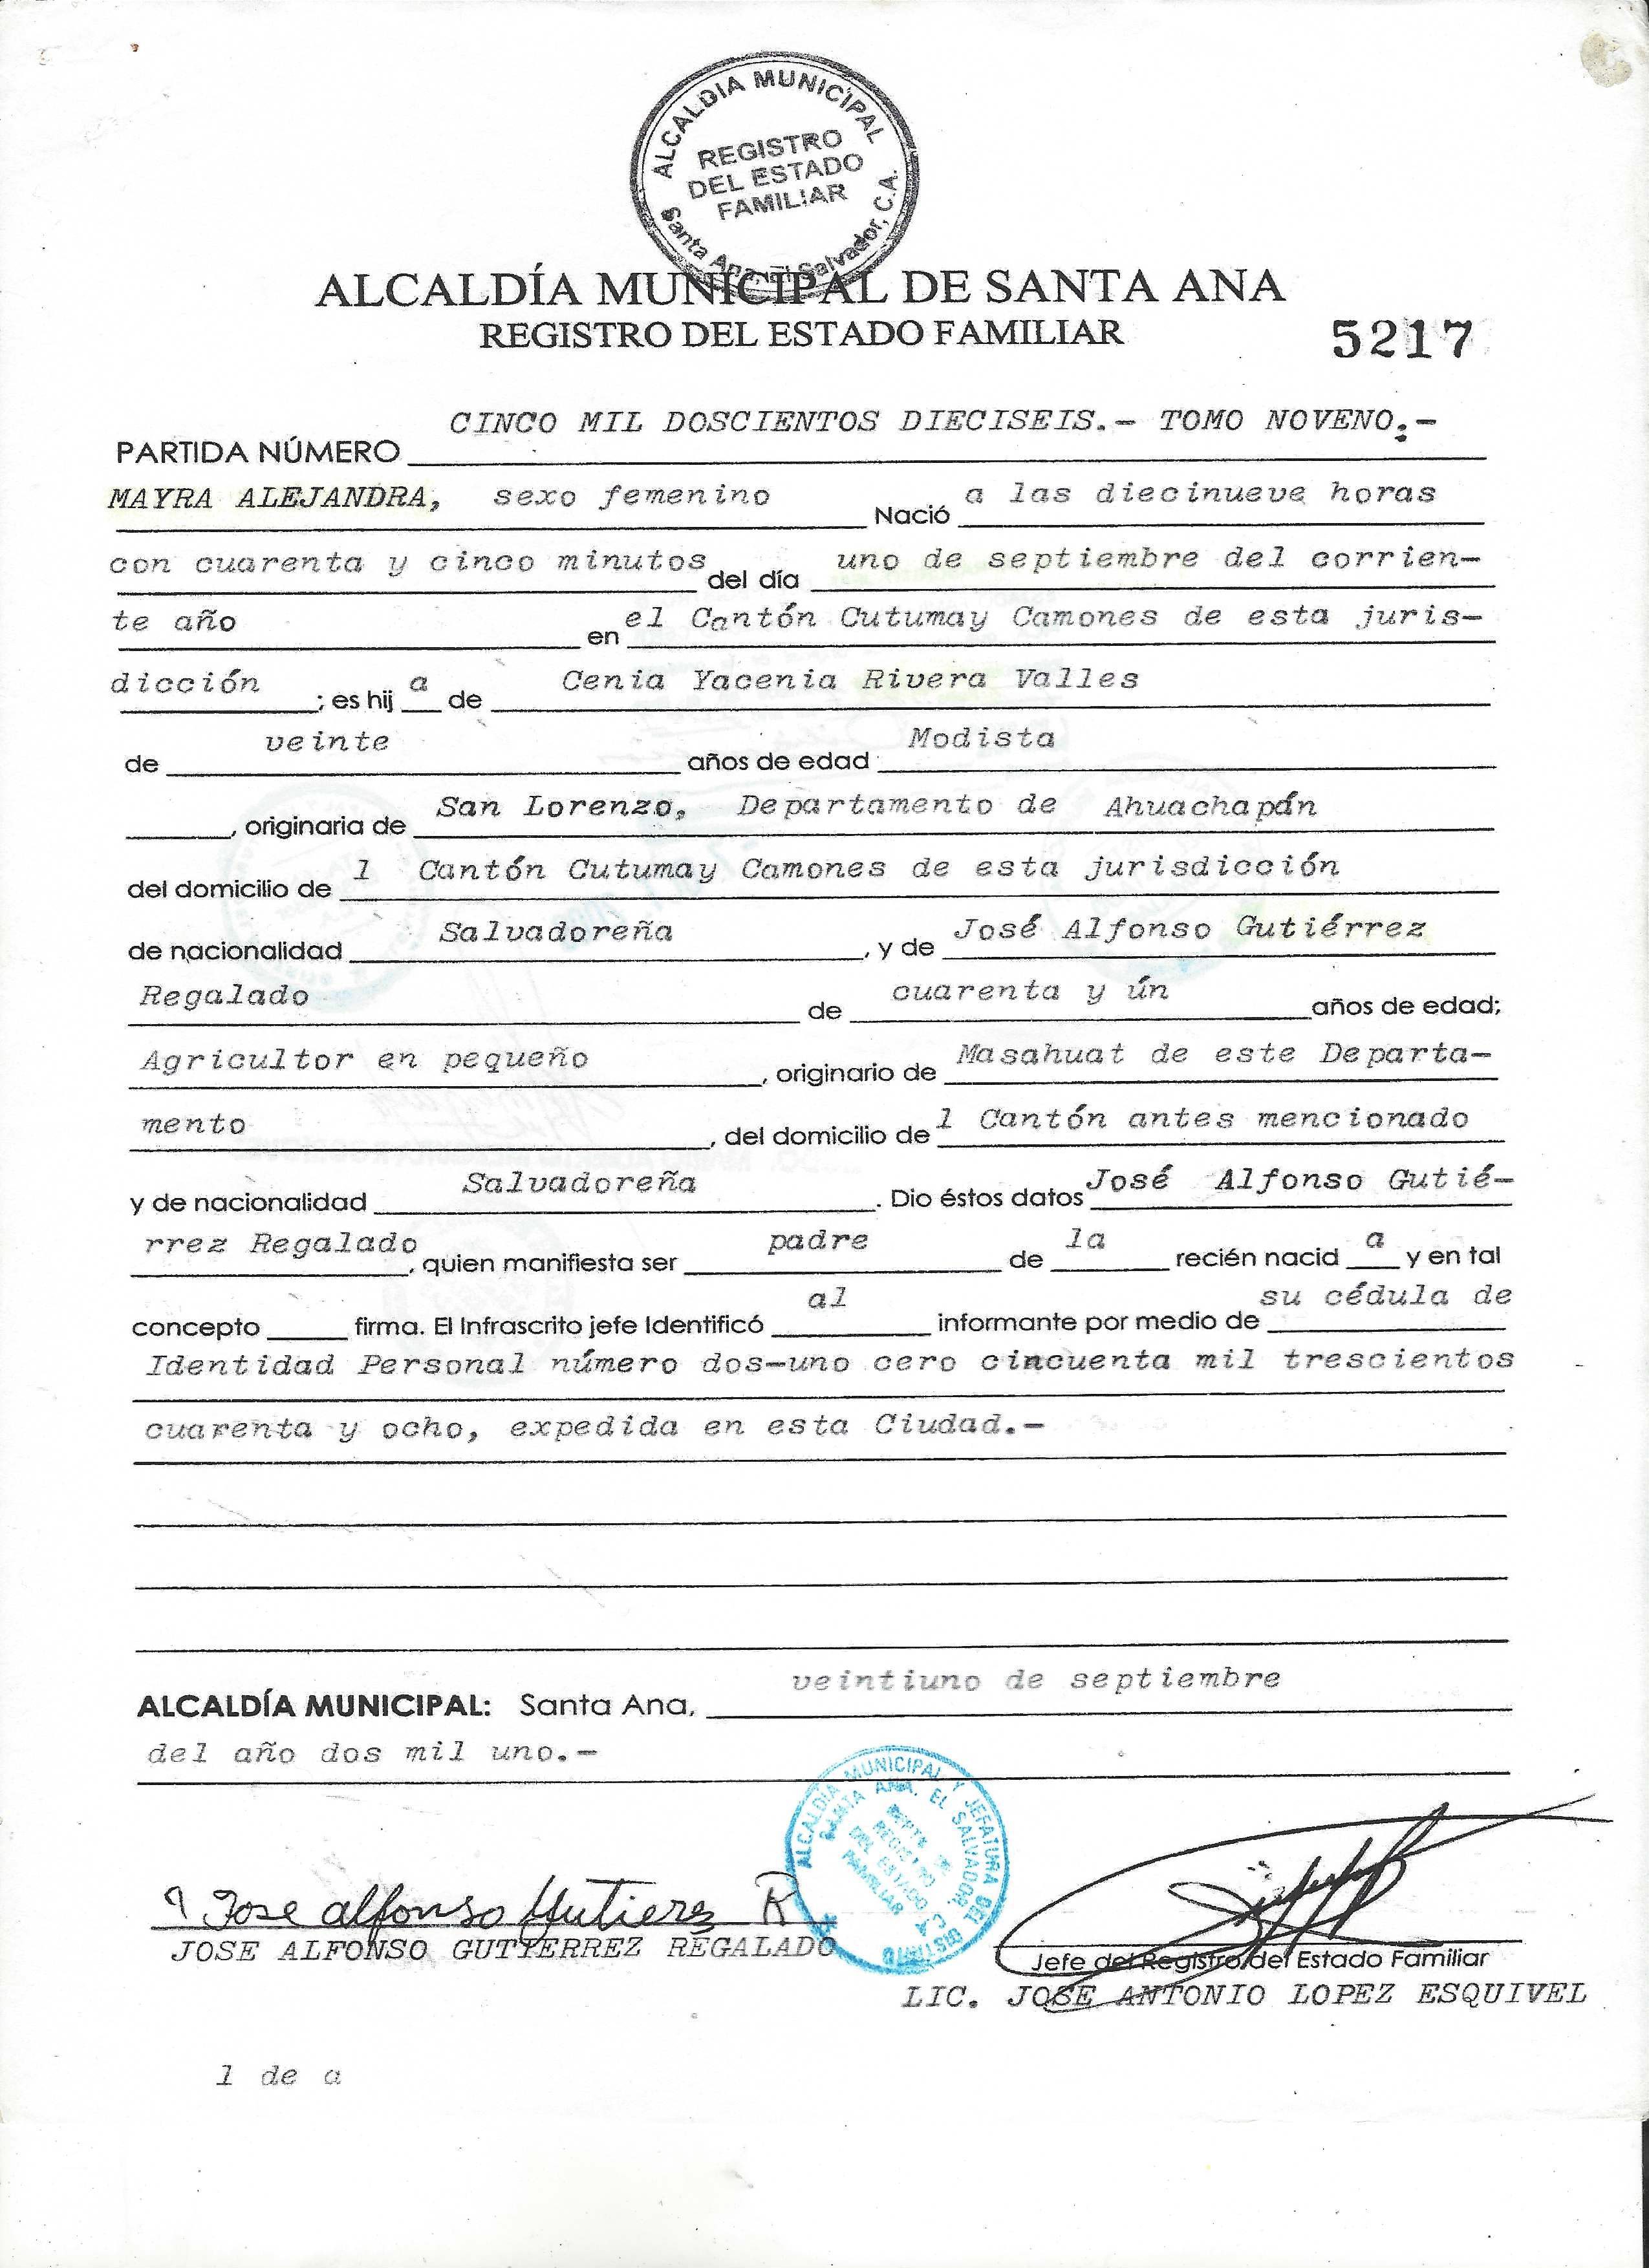 ALCALDIA MUNICIPAL
REGISTRO
DEL ESTADO
FAMILIAR
Santa Ana, El Salvador, C.A.
ALCALDÍA MUNICIPAL DE SANTA ANA
REGISTRO DEL ESTADO FAMILIAR 5217
CINCO MIL DOSCIENTOS DIECISEIS.- TOMO NOVENO.-
PARTIDA NÚMERO
MAYRA ALEJANDRA, sexo femenino Nació a las diecinueve horas
con cuarenta y cinco minutos del día uno de septiembre del corrien-
te año en el Cantón Cutumay Camones de esta juris-
dicción ; es hij a de Cenia Yacenia Rivera Valles
de veinte años de edad Modista
, originaria de San Lorenzo, Departamento de Ahuachapán
del domicilio de l Cantón Cutumay Camones de esta jurisdicción
de nacionalidad Salvadoreña , y de José Alfonso Gutiérrez
Regalado de cuarenta y ún años de edad;
Agricultor en pequeño , originario de Masahuat de este Departa-
mento , del domicilio de l Cantón antes mencionado
y de nacionalidad Salvadoreña . Dio éstos datos José Alfonso Gutié-
rrez Regalado , quien manifiesta ser padre de la recién nacid a y en tal
concepto firma. El Infrascrito jefe Identificó al informante por medio de su cédula de
Identidad Personal número dos-uno cero cincuenta mil trescientos
cuarenta y ocho, expedida en esta Ciudad.-
ALCALDÍA MUNICIPAL: Santa Ana, veintiuno de septiembre
del año dos mil uno.-
ALCALDIA MUNICIPAL Y JEFATURA DEL DISTRITO
SANTA ANA. EL SALVADOR, C.A.
FAMILIAR
Jose alfonso Gutierez R
JOSE ALFONSO GUTIERREZ REGALADO
Jefe del Registro del Estado Familiar
LIC. JOSE ANTONIO LOPEZ ESQUIVEL
l de a